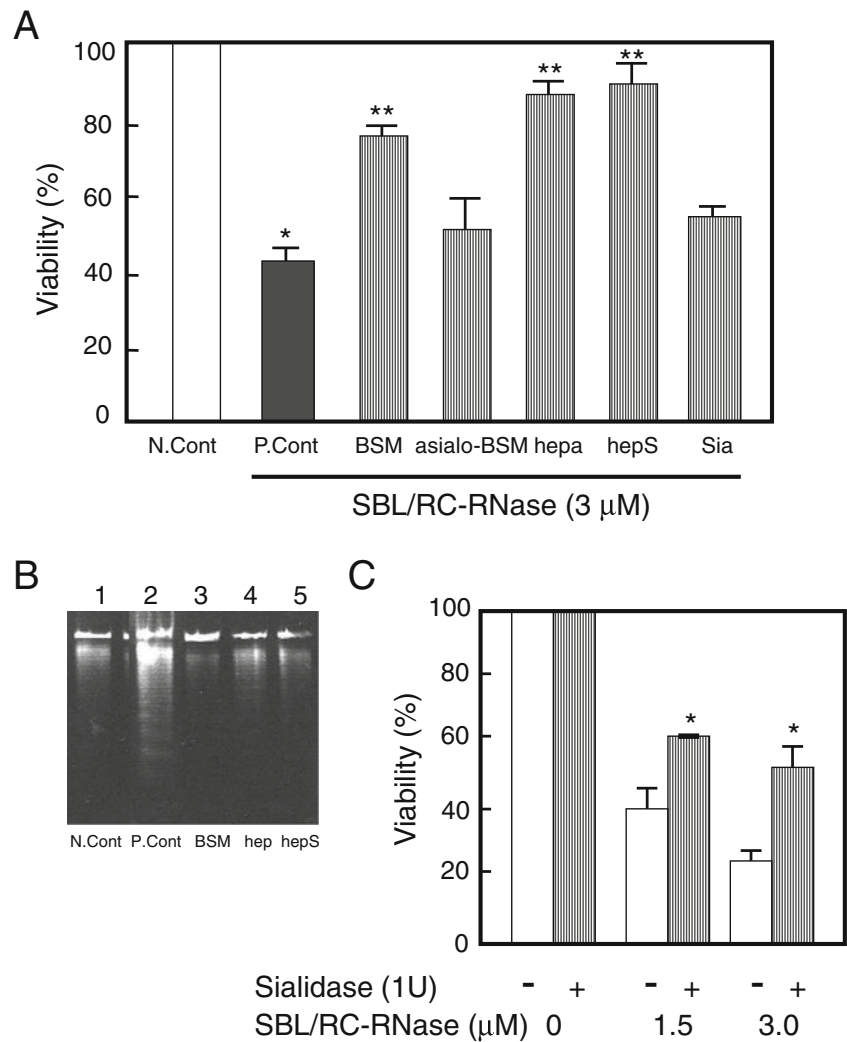 A
Viability (%)
100
80
60
40
20
0
*
**
**
**
N.Cont P.Cont BSM asialo-BSM hepa hepS Sia
SBL/RC-RNase (3 μM)
B
1 2 3 4 5
N.Cont P.Cont BSM hep hepS
C
Viability (%)
100
80
60
40
20
0
*
*
Sialidase (1U) - + - + - +
SBL/RC-RNase (μM) 0 1.5 3.0